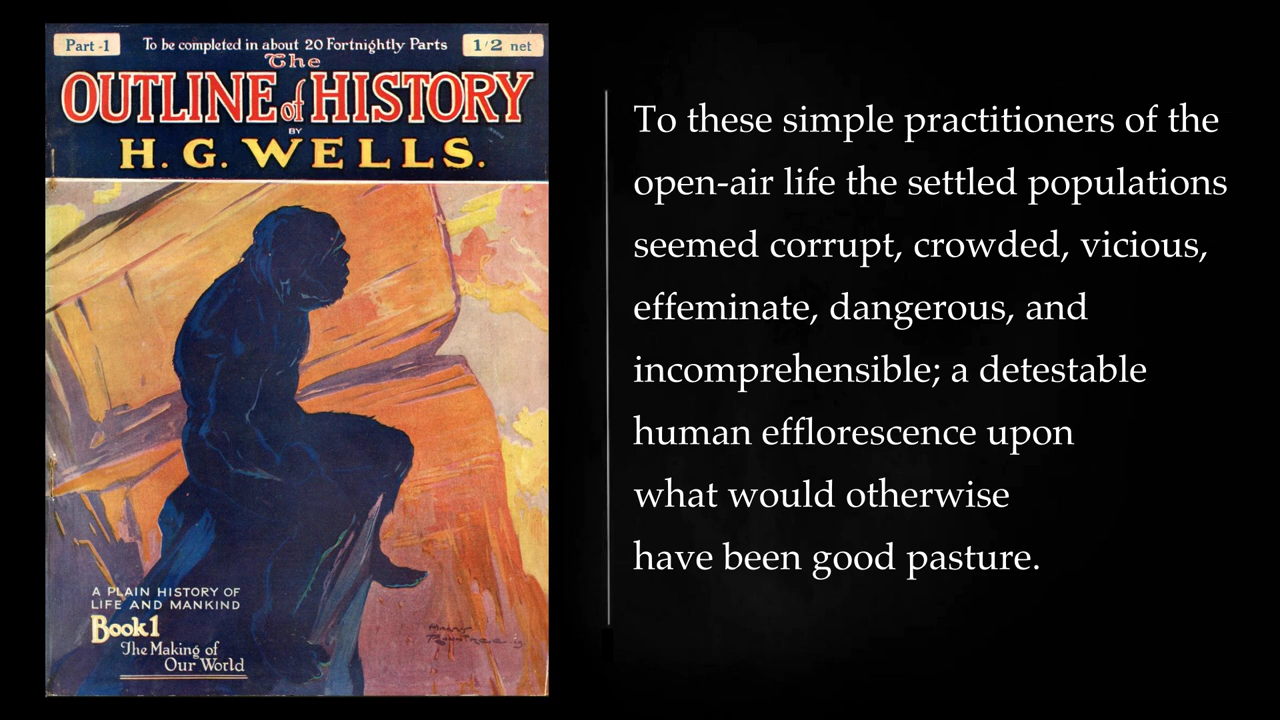 Part -1
To be completed in about 20 Fortnightly Parts
1/2 net
The
OUTLINE of HISTORY
BY
H. G. WELLS.
A PLAIN HISTORY OF
LIFE AND MANKIND
Book 1
The Making of
Our World
To these simple practitioners of the
open-air life the settled populations
seemed corrupt, crowded, vicious,
effeminate, dangerous, and
incomprehensible; a detestable
human efflorescence upon
what would otherwise
have been good pasture.